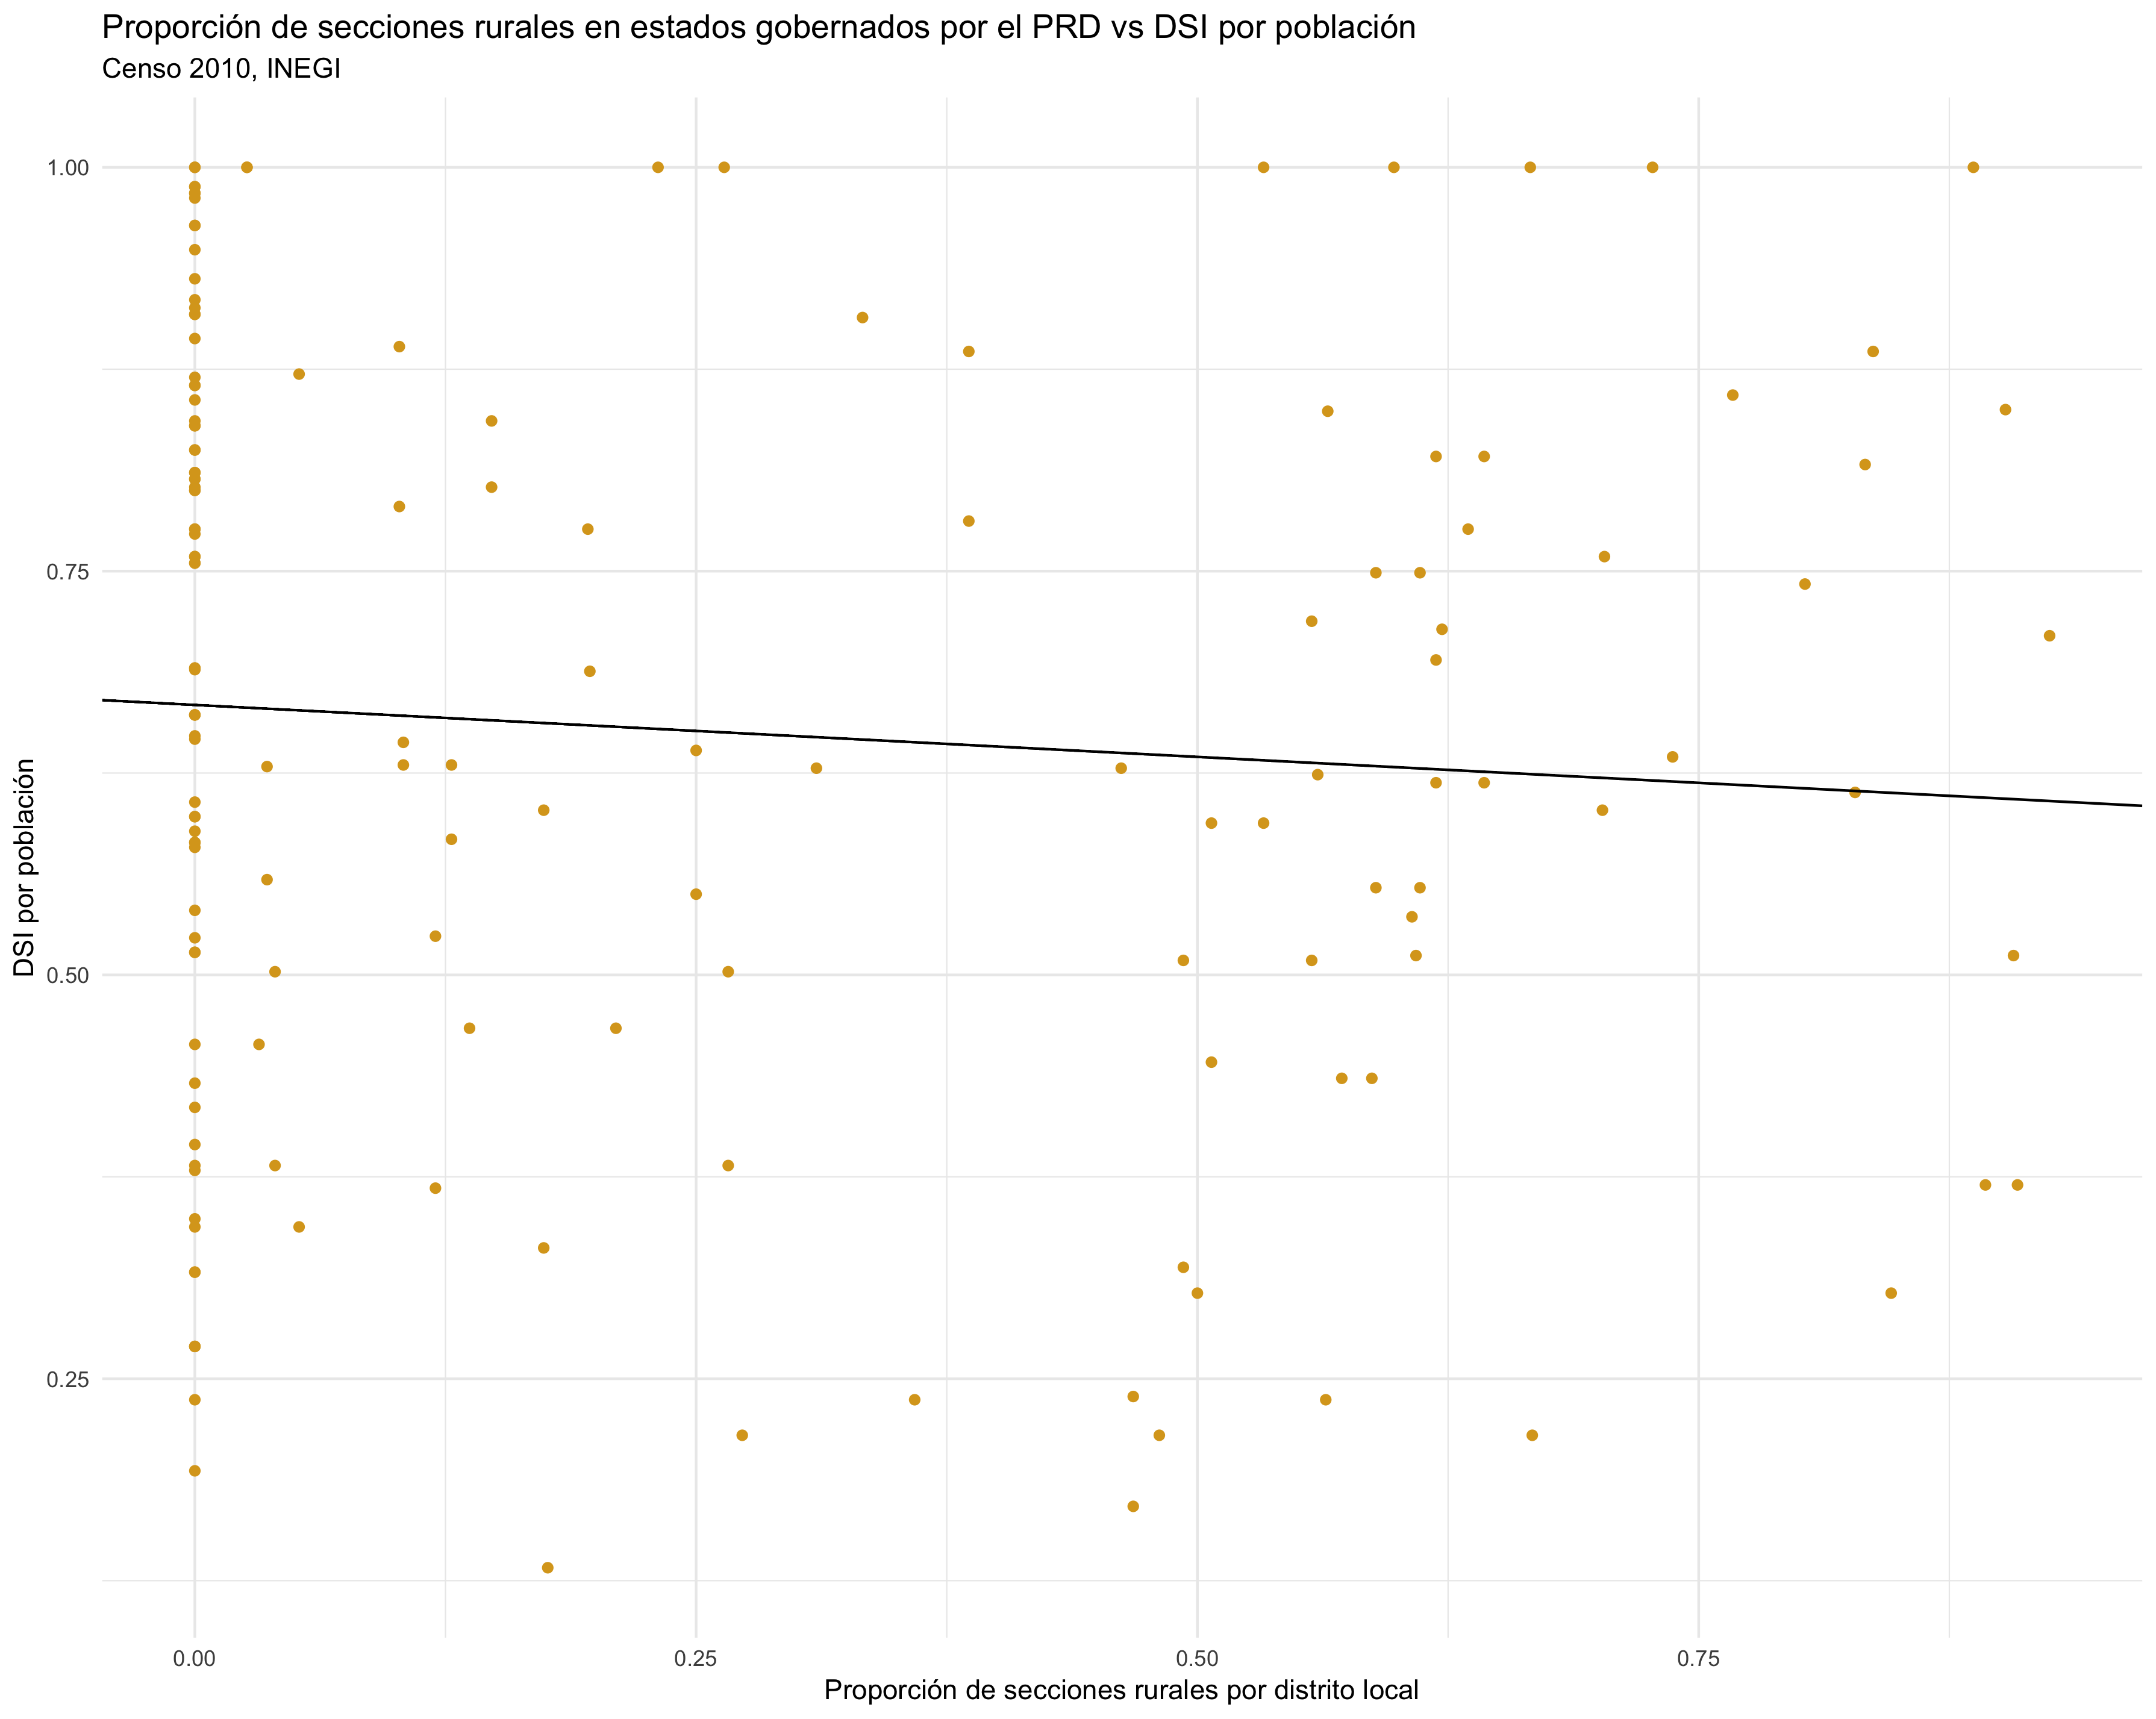 Proporción de secciones rurales en estados gobernados por el PRD vs DSI por población
Censo 2010, INEGI
1.00
0.75
0.50
0.25
DSI por población
0.00
0.25
0.50
0.75
Proporción de secciones rurales por distrito local